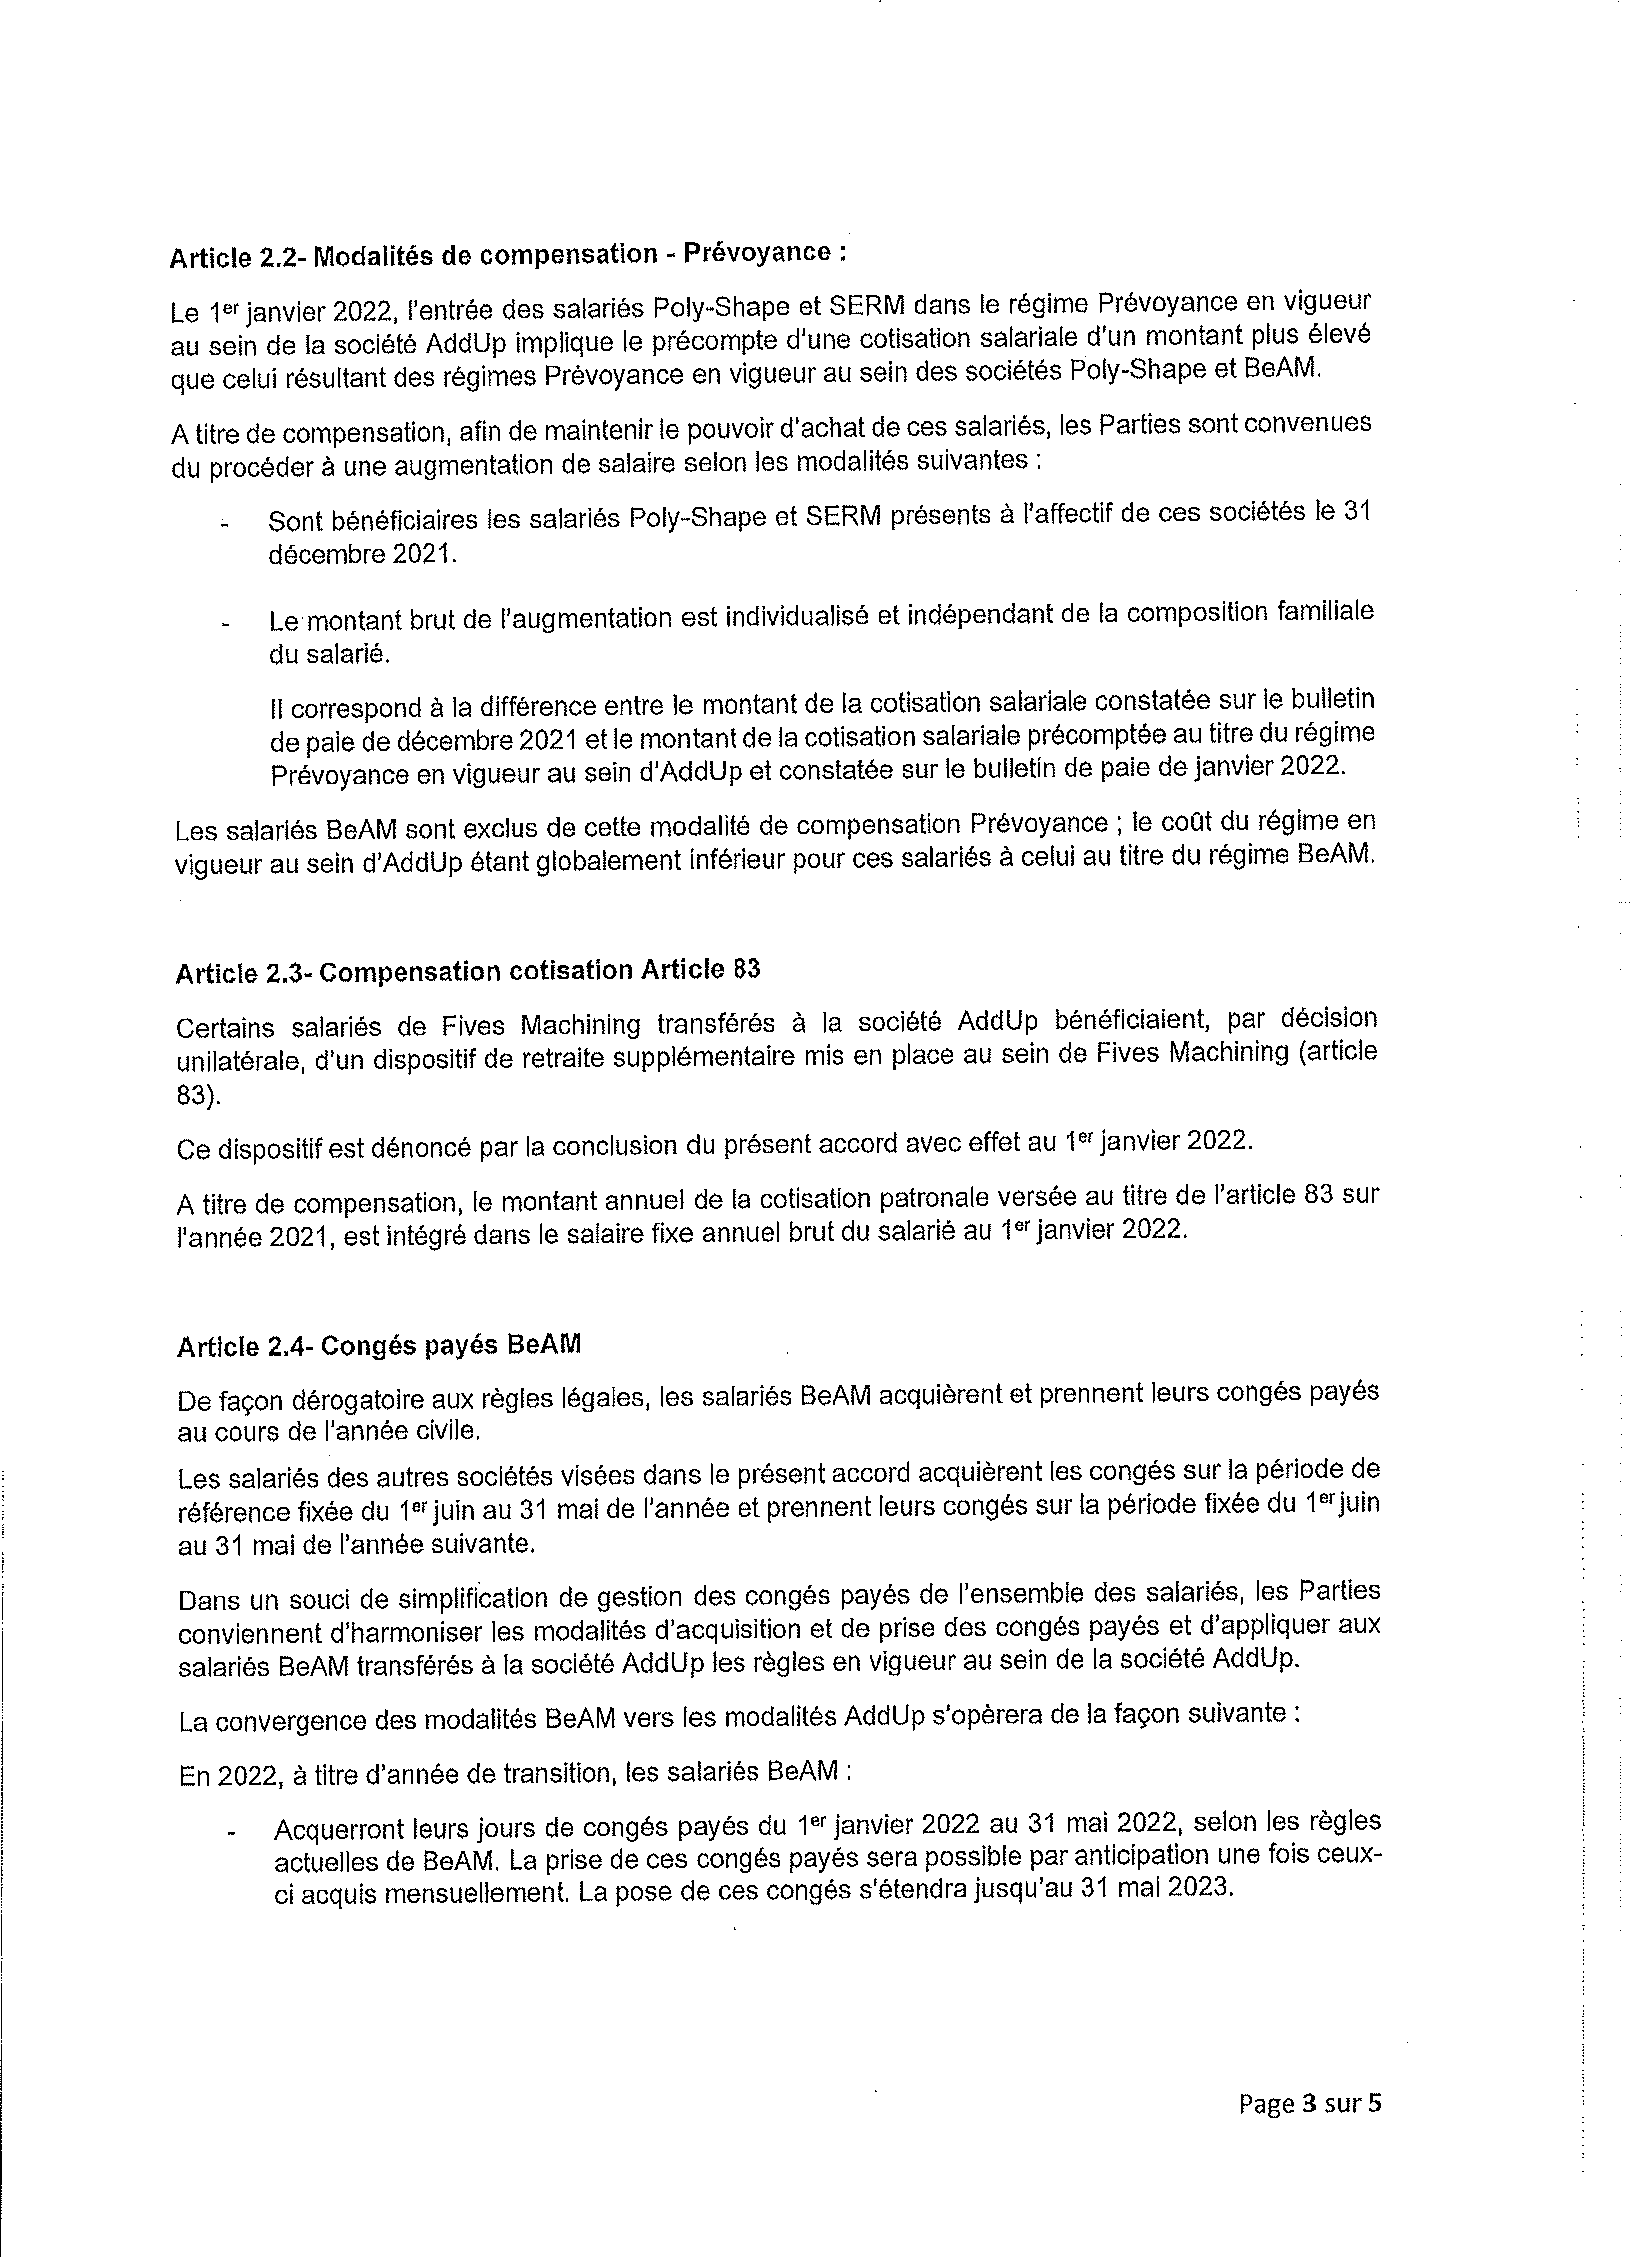 Article 2.2- Modalités de compensation - Prévoyance :
Le 1er janvier 2022, l'entrée des salariés Poly-Shape et SERM dans le régime Prévoyance en vigueur
au sein de la société AddUp implique le précompte d'une cotisation salariale d'un montant plus élevé
que celui résultant des régimes Prévoyance en vigueur au sein des sociétés Poly-Shape et BeAM.
A titre de compensation, afin de maintenir le pouvoir d'achat de ces salariés, les Parties sont convenues
du procéder à une augmentation de salaire selon les modalités suivantes :
- Sont bénéficiaires les salariés Poly-Shape et SERM présents à l'affectif de ces sociétés le 31
décembre 2021.
- Le montant brut de l'augmentation est individualisé et indépendant de la composition familiale
du salarié.
Il correspond à la différence entre le montant de la cotisation salariale constatée sur le bulletin
de paie de décembre 2021 et le montant de la cotisation salariale précomptée au titre du régime
Prévoyance en vigueur au sein d'AddUp et constatée sur le bulletin de paie de janvier 2022.
Les salariés BeAM sont exclus de cette modalité de compensation Prévoyance ; le coût du régime en
vigueur au sein d'AddUp étant globalement inférieur pour ces salariés à celui au titre du régime BeAM.
Article 2.3- Compensation cotisation Article 83
Certains salariés de Fives Machining transférés à la société AddUp bénéficiaient, par décision
unilatérale, d'un dispositif de retraite supplémentaire mis en place au sein de Fives Machining (article
83).
Ce dispositif est dénoncé par la conclusion du présent accord avec effet au 1er janvier 2022.
A titre de compensation, le montant annuel de la cotisation patronale versée au titre de l'article 83 sur
l'année 2021, est intégré dans le salaire fixe annuel brut du salarié au 1er janvier 2022.
Article 2.4- Congés payés BeAM
De façon dérogatoire aux règles légales, les salariés BeAM acquièrent et prennent leurs congés payés
au cours de l'année civile.
Les salariés des autres sociétés visées dans le présent accord acquièrent les congés sur la période de
référence fixée du 1er juin au 31 mai de l'année et prennent leurs congés sur la période fixée du 1er juin
au 31 mai de l'année suivante.
Dans un souci de simplification de gestion des congés payés de l'ensemble des salariés, les Parties
conviennent d'harmoniser les modalités d'acquisition et de prise des congés payés et d'appliquer aux
salariés BeAM transférés à la société AddUp les règles en vigueur au sein de la société AddUp.
La convergence des modalités BeAM vers les modalités AddUp s'opèrera de la façon suivante :
En 2022, à titre d'année de transition, les salariés BeAM :
- Acquerront leurs jours de congés payés du 1er janvier 2022 au 31 mai 2022, selon les règles
actuelles de BeAM. La prise de ces congés payés sera possible par anticipation une fois ceux-
ci acquis mensuellement. La pose de ces congés s'étendra jusqu'au 31 mai 2023.
Page 3 sur 5